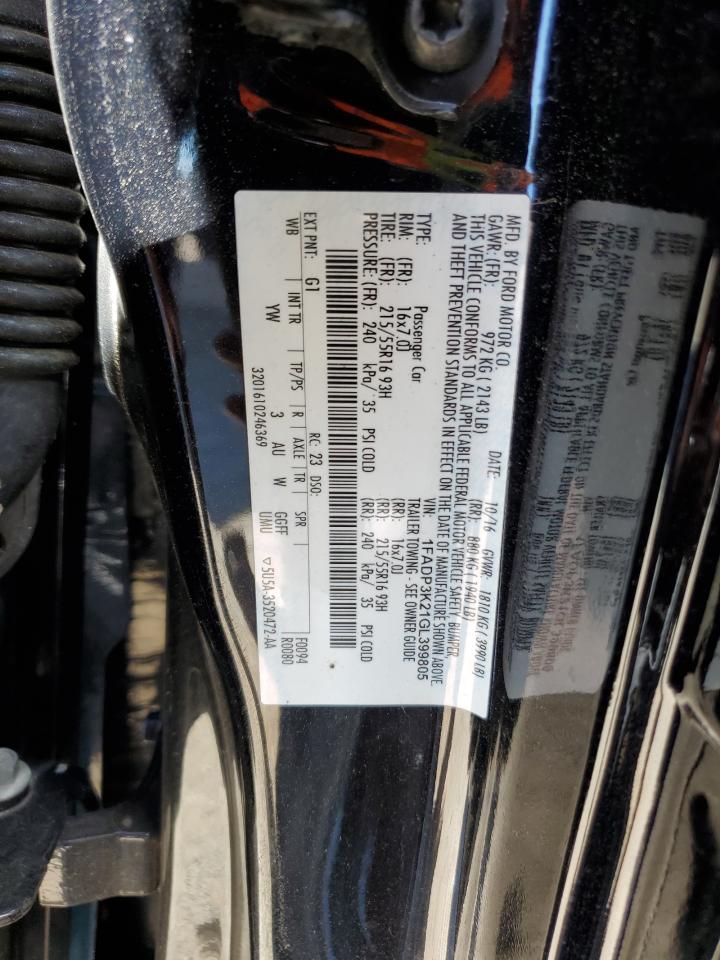 MFD. BY FORD MOTOR CO.
DATE: 10/16 GVWR: 1810 KG (3990 LB)
GAWR: (FR): 972 KG (2143 LB) (RR): 880 KG (1940 LB)
THIS VEHICLE CONFORMS TO ALL APPLICABLE FEDERAL MOTOR VEHICLE SAFETY, BUMPER,
AND THEFT PREVENTION STANDARDS IN EFFECT ON THE DATE OF MANUFACTURE SHOWN ABOVE.
VIN: 1FADP3K21GL399805
TYPE: Passenger Car TRAILER TOWING - SEE OWNER GUIDE
RIM: (FR): 16x7.0J (RR): 16x7.0J
TIRE: (FR): 215/55R16 93H (RR): 215/55R16 93H
PRESSURE: (FR): 240 kPa/ 35 PSI COLD (RR): 240 kPa/ 35 PSI COLD
EXT PNT: G1 RC: 23 DSO: F0094
WB INT TR TP/PS R AXLE TR SPR R0080
YW 3 AU W GGFF
UMU
3201610246369 ▽5U5A-3520472-AA